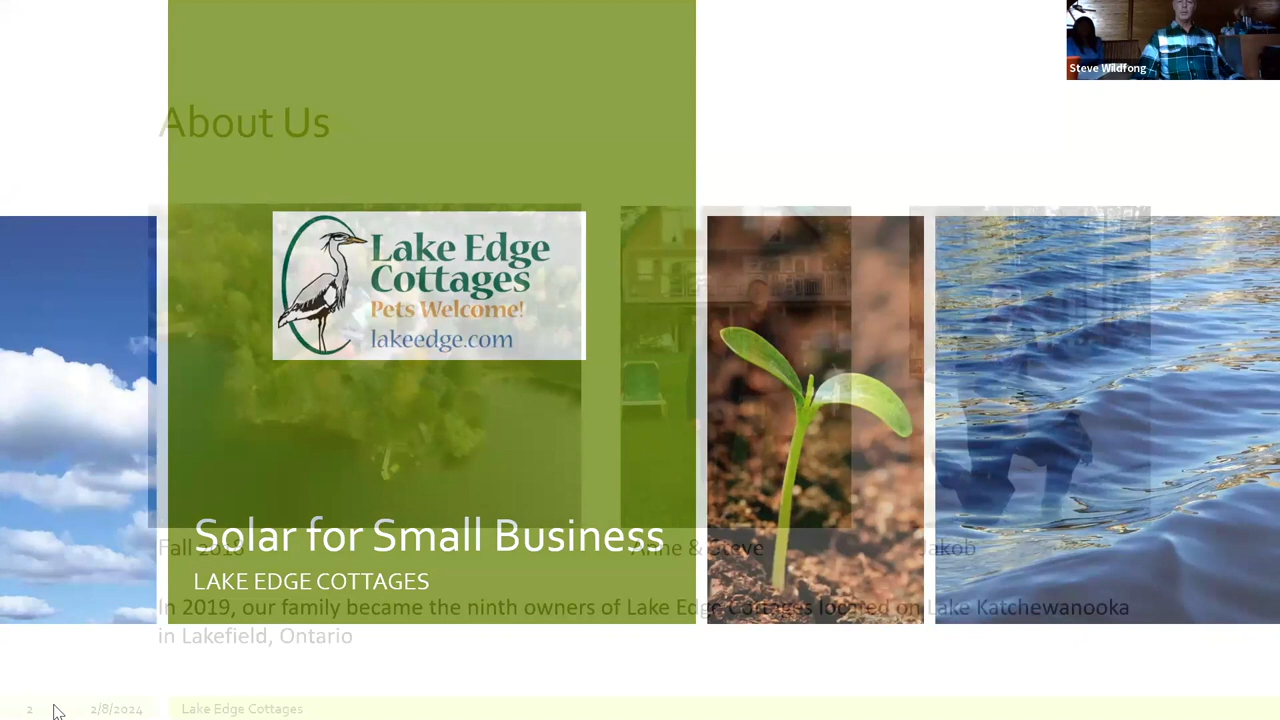 Steve Wildfong
About Us
Lake Edge
Cottages
Pets Welcome!
lakeedge.com
Solar for Small Business
LAKE EDGE COTTAGES
Fall 2018
Anne & Steve
Jakob
In 2019, our family became the ninth owners of Lake Edge Cottages located on Lake Katchewanooka
in Lakefield, Ontario
2
2/8/2024
Lake Edge Cottages